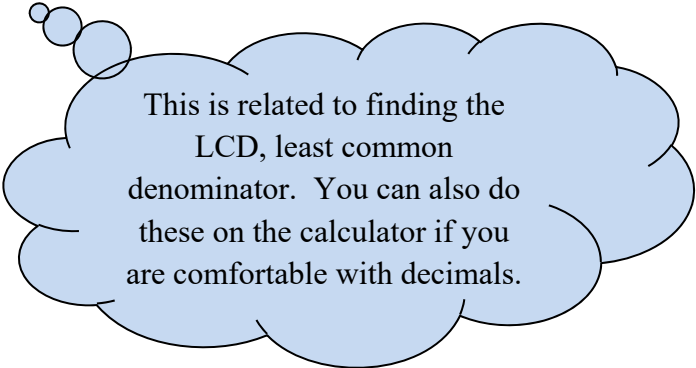 This is related to finding the
LCD, least common
denominator.  You can also do
these on the calculator if you
are comfortable with decimals.